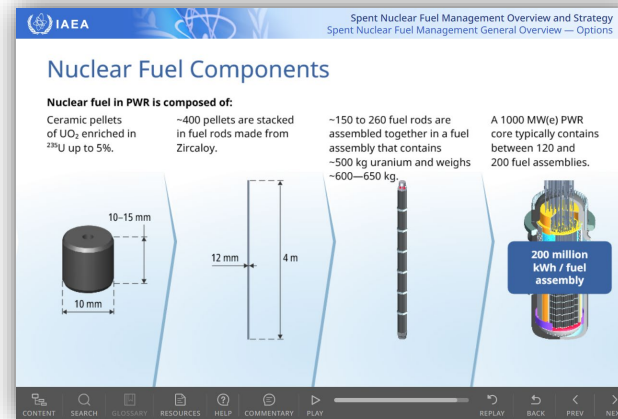 IAEA
Spent Nuclear Fuel Management Overview and Strategy
Spent Nuclear Fuel Management General Overview — Options
Nuclear Fuel Components
Nuclear fuel in PWR is composed of:
Ceramic pellets
of UO₂ enriched in
²³⁵U up to 5%.
~400 pellets are stacked
in fuel rods made from
Zircaloy.
~150 to 260 fuel rods are
assembled together in a fuel
assembly that contains
~500 kg uranium and weighs
~600—650 kg.
A 1000 MW(e) PWR
core typically contains
between 120 and
200 fuel assemblies.
10–15 mm
10 mm
12 mm
4 m
200 million
kWh / fuel
assembly
CONTENT
SEARCH
GLOSSARY
RESOURCES
HELP
COMMENTARY
PLAY
REPLAY
BACK
PREV